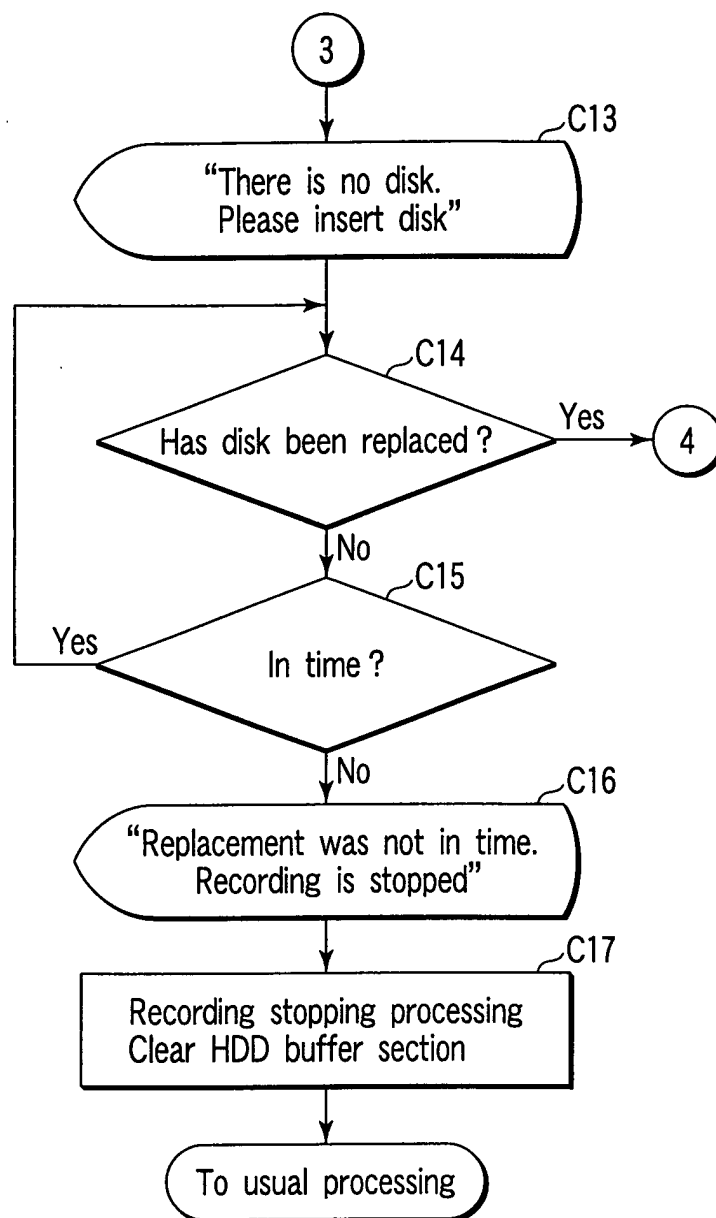 3
C13
“There is no disk.
Please insert disk”
C14
Has disk been replaced ?
Yes
4
No
C15
Yes
In time ?
No
C16
“Replacement was not in time.
Recording is stopped”
C17
Recording stopping processing
Clear HDD buffer section
To usual processing